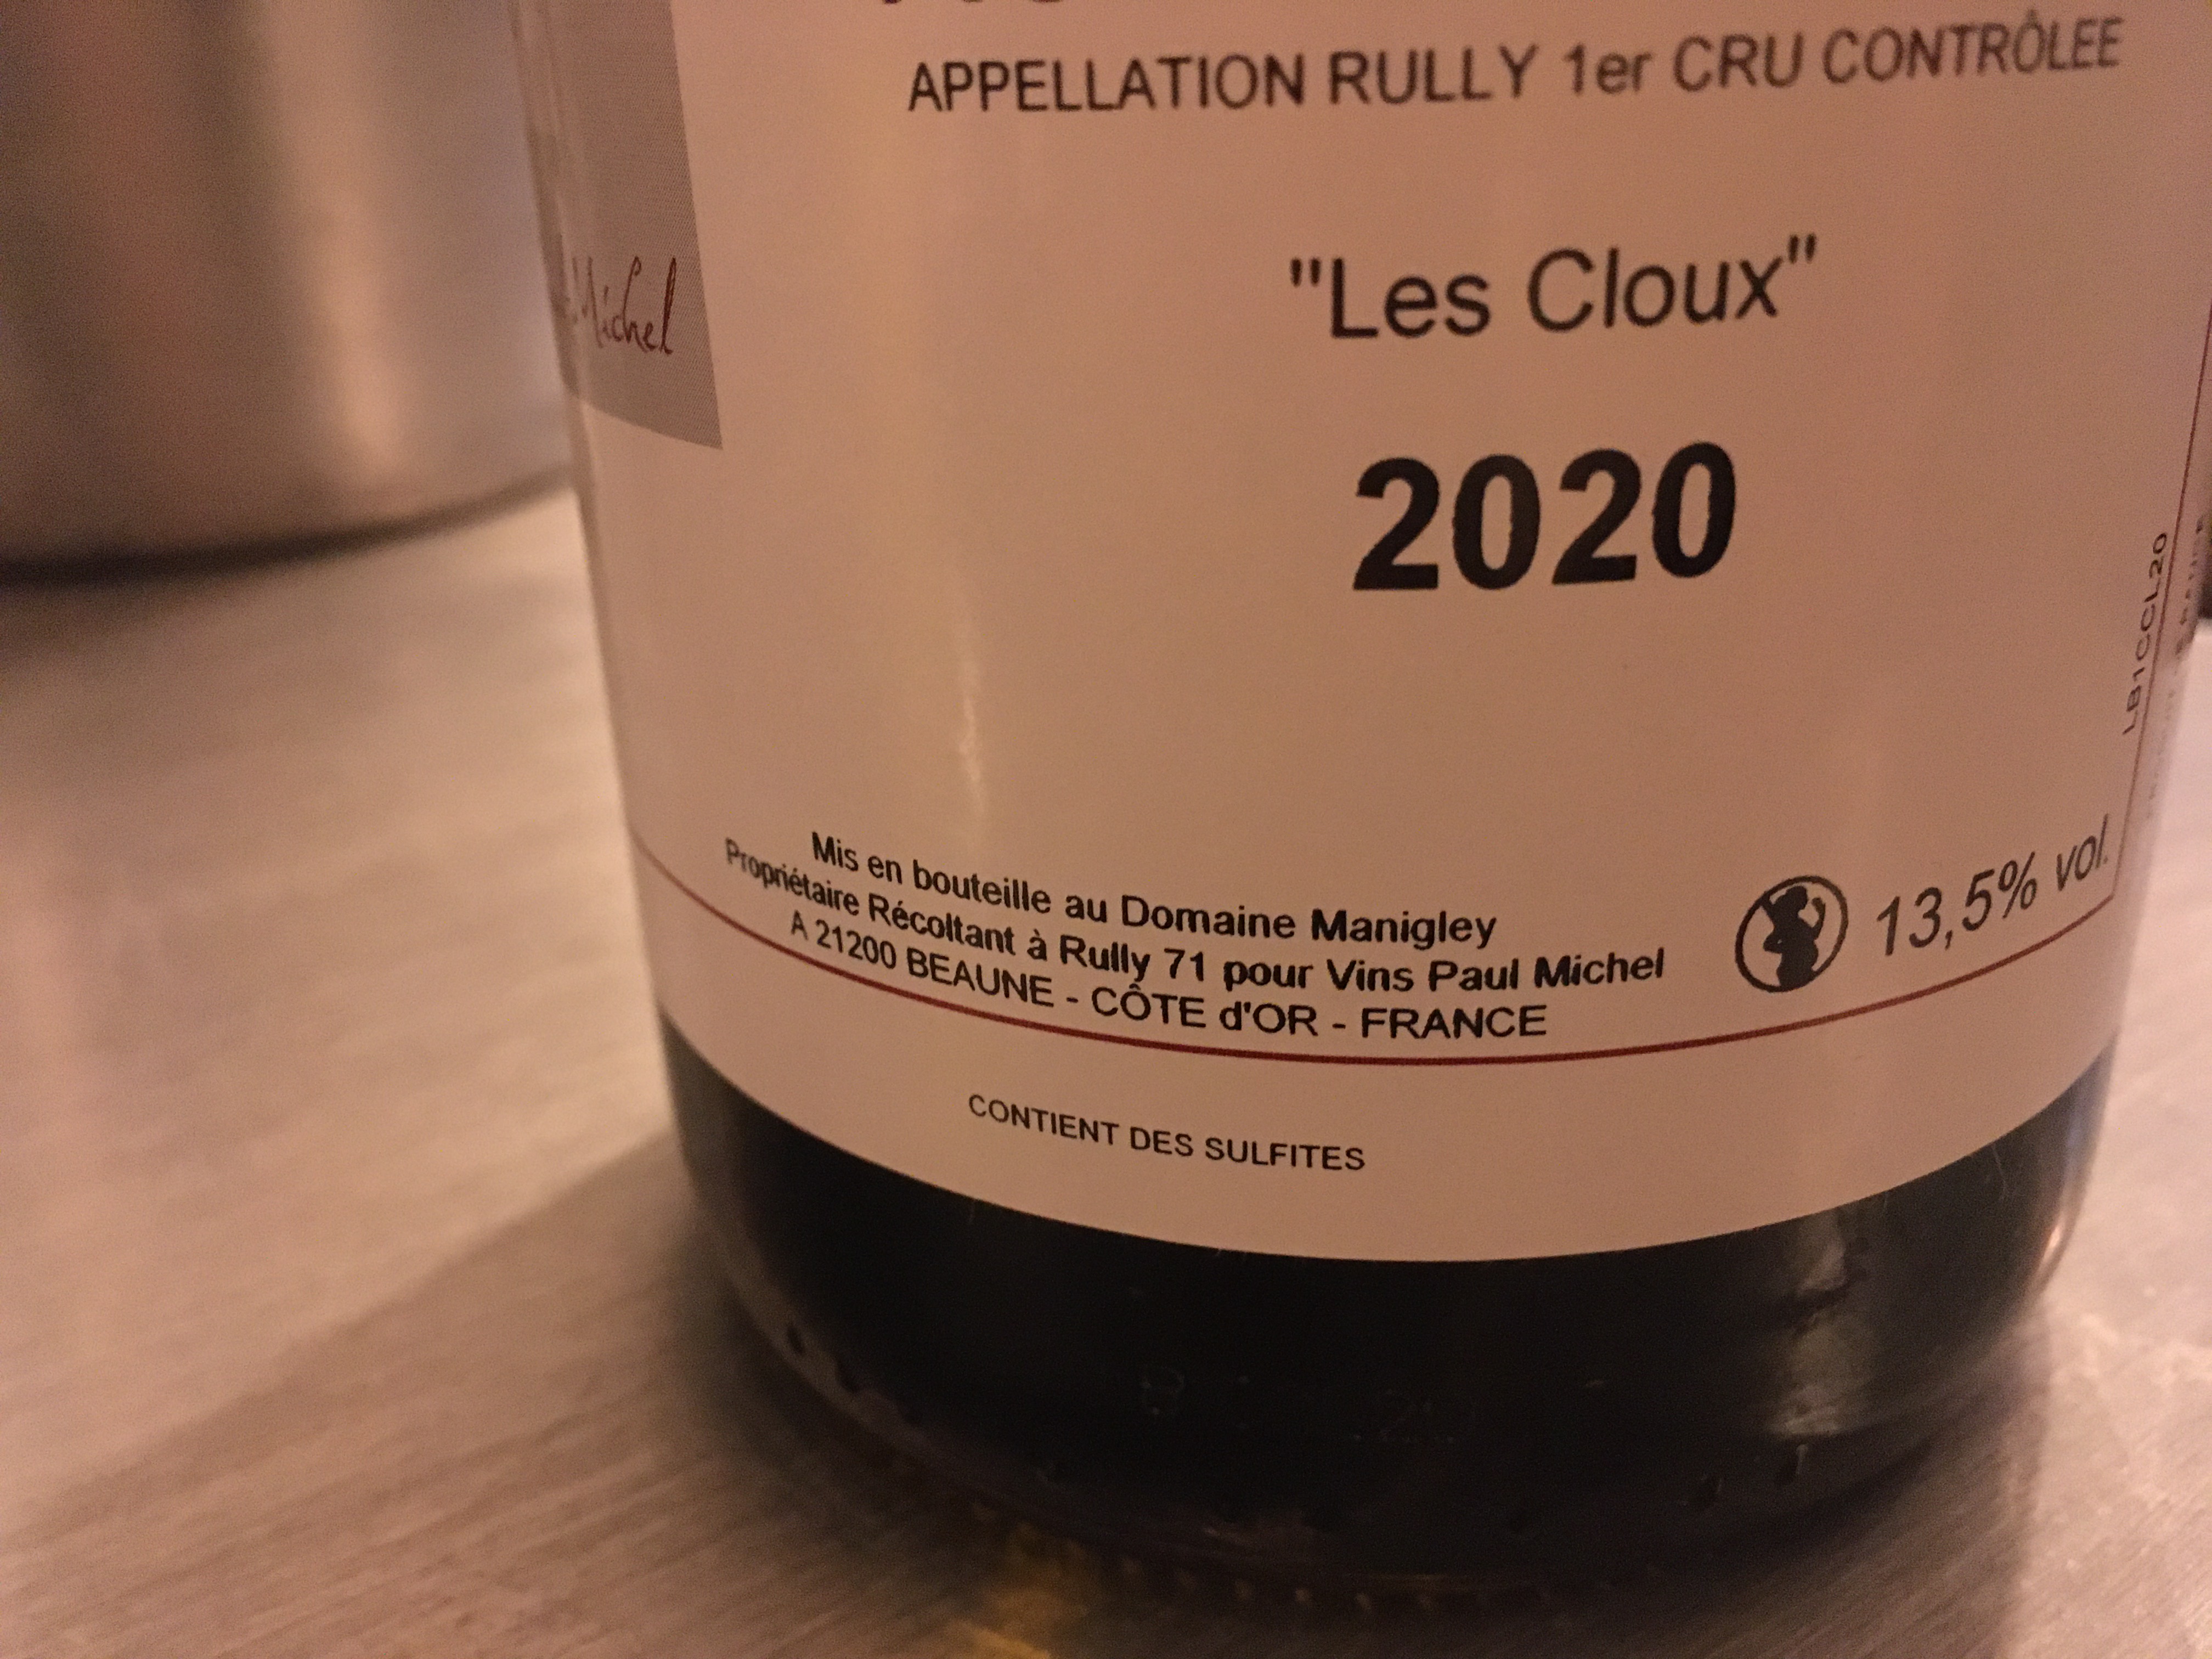 APPELLATION RULLY 1er CRU CONTRÔLEE
Michel
"Les Cloux"
2020
LB1CCL20
Mis en bouteille au Domaine Manigley
Propriétaire Récoltant à Rully 71 pour Vins Paul Michel
A 21200 BEAUNE - CÔTE d'OR - FRANCE
13,5% vol.
CONTIENT DES SULFITES